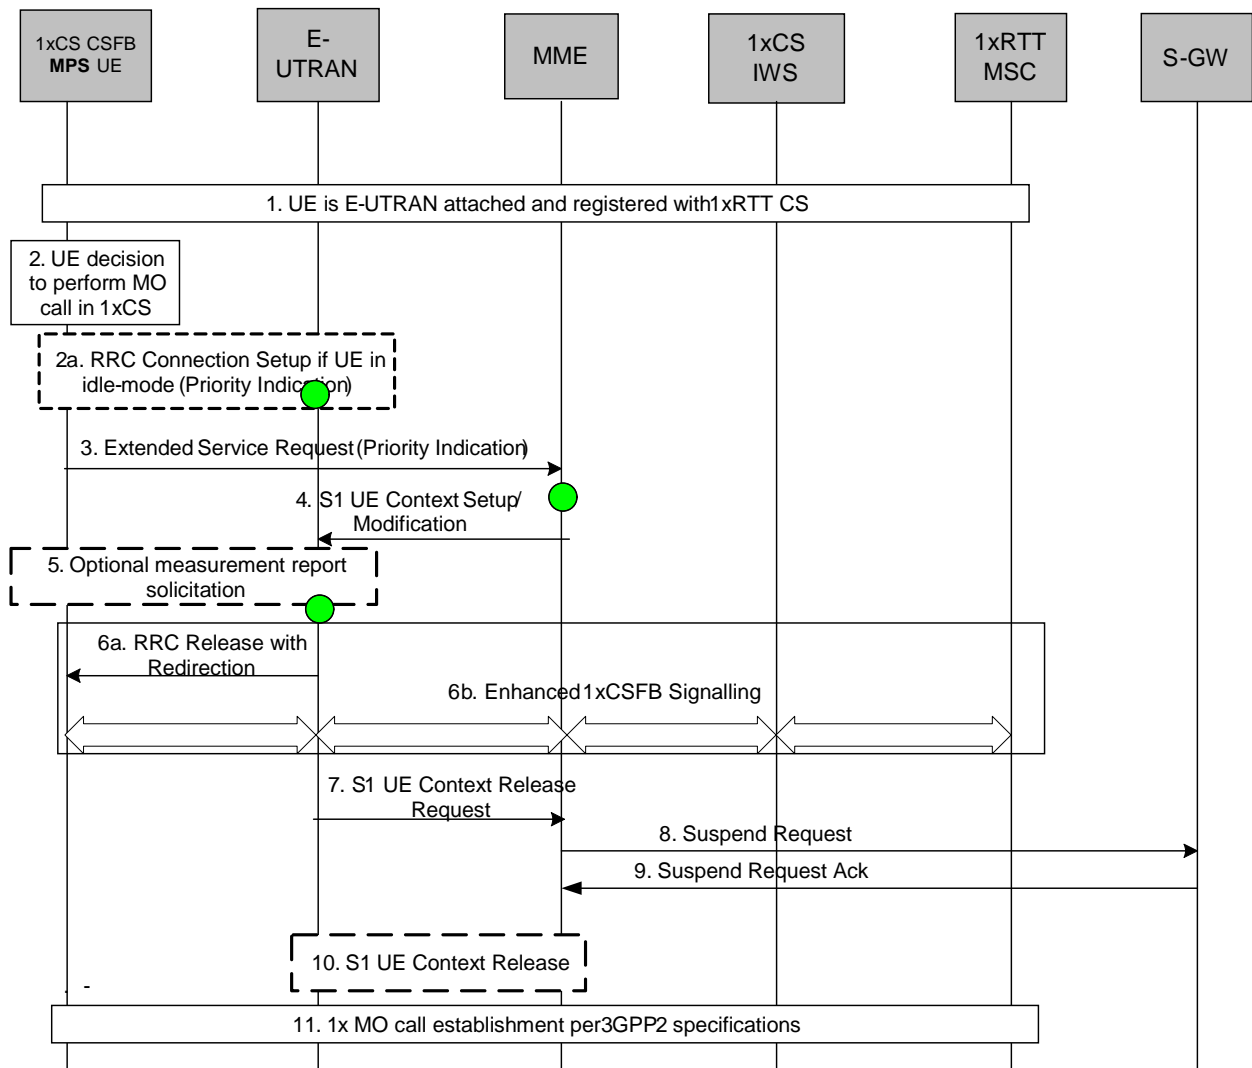 1xCS CSFB
MPS UE
E-
UTRAN
MME
1xCS
IWS
1xRTT
MSC
S-GW
1. UE is E-UTRAN attached and registered with1xRTT CS
2. UE decision
to perform MO
call in 1xCS
2a. RRC Connection Setup if UE in
idle-mode (Priority Indication)
3. Extended Service Request (Priority Indication)
4. S1 UE Context Setup/
Modification
5. Optional measurement report
solicitation
6a. RRC Release with
Redirection
6b. Enhanced 1xCSFB Signalling
7. S1 UE Context Release
Request
8. Suspend Request
9. Suspend Request Ack
10. S1 UE Context Release
. -
11. 1x MO call establishment per3GPP2 specifications